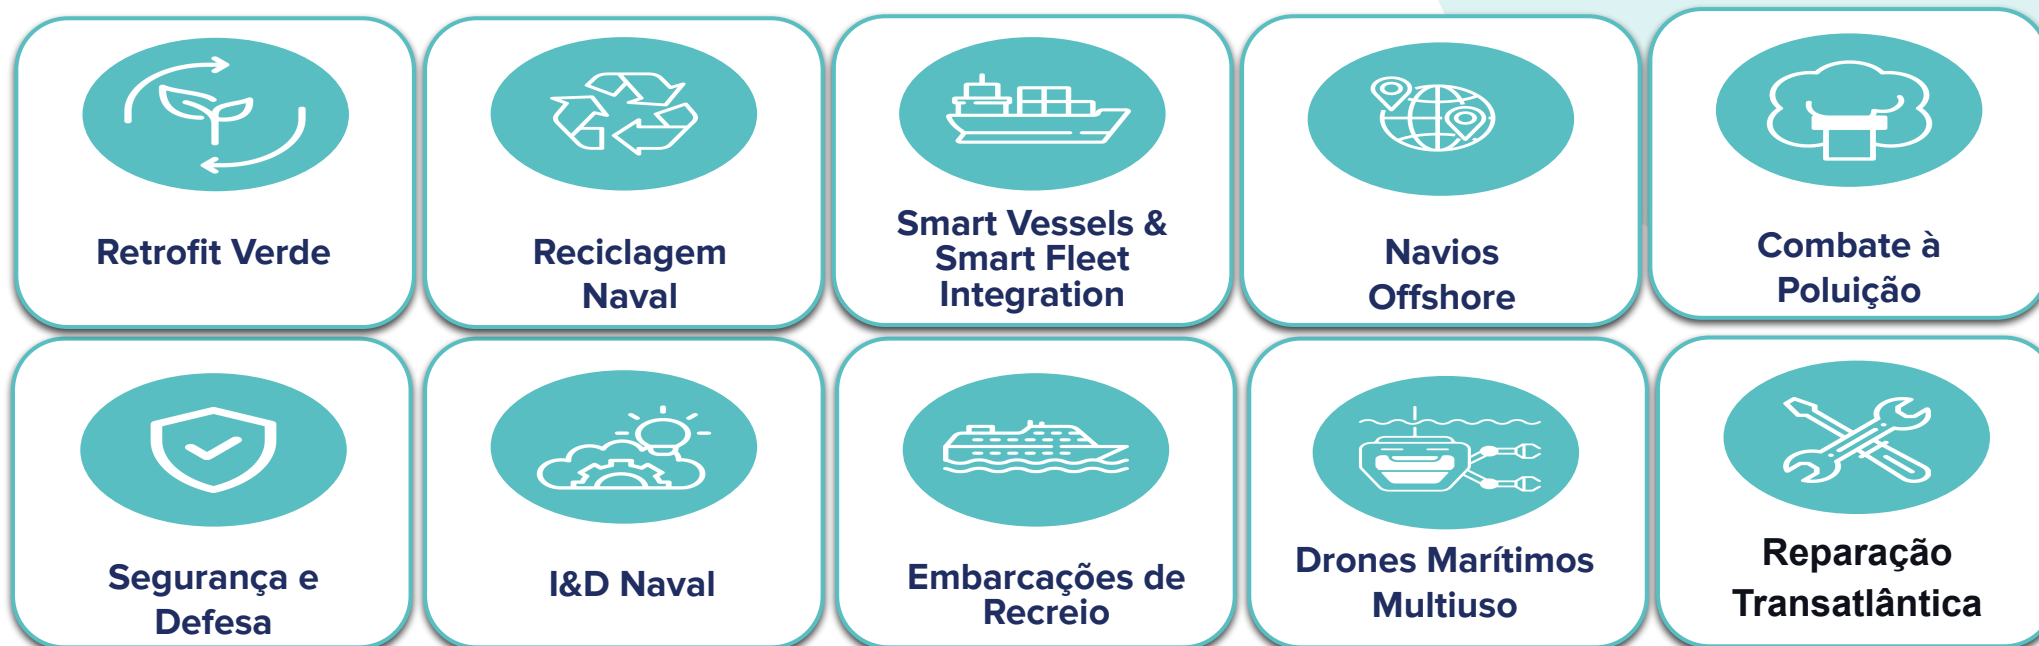 Retrofit Verde
Reciclagem
Naval
Smart Vessels &
Smart Fleet
Integration
Navios
Offshore
Combate à
Poluição
Segurança e
Defesa
I&D Naval
Embarcações de
Recreio
Drones Marítimos
Multiuso
Reparação
Transatlântica